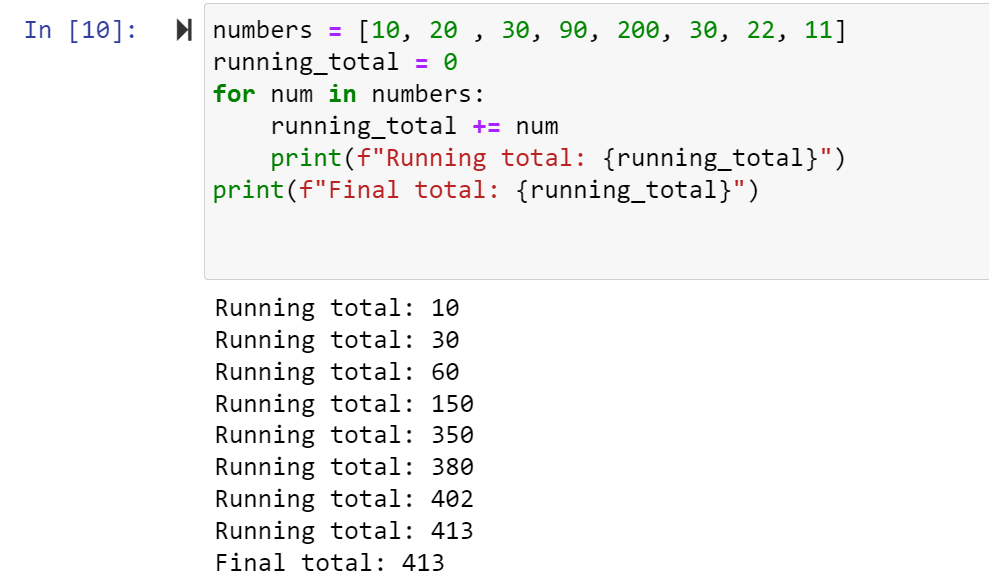 In [10]:
numbers = [10, 20 , 30, 90, 200, 30, 22, 11]
running_total = 0
for num in numbers:
    running_total += num
    print(f"Running total: {running_total}")
print(f"Final total: {running_total}")
Running total: 10
Running total: 30
Running total: 60
Running total: 150
Running total: 350
Running total: 380
Running total: 402
Running total: 413
Final total: 413